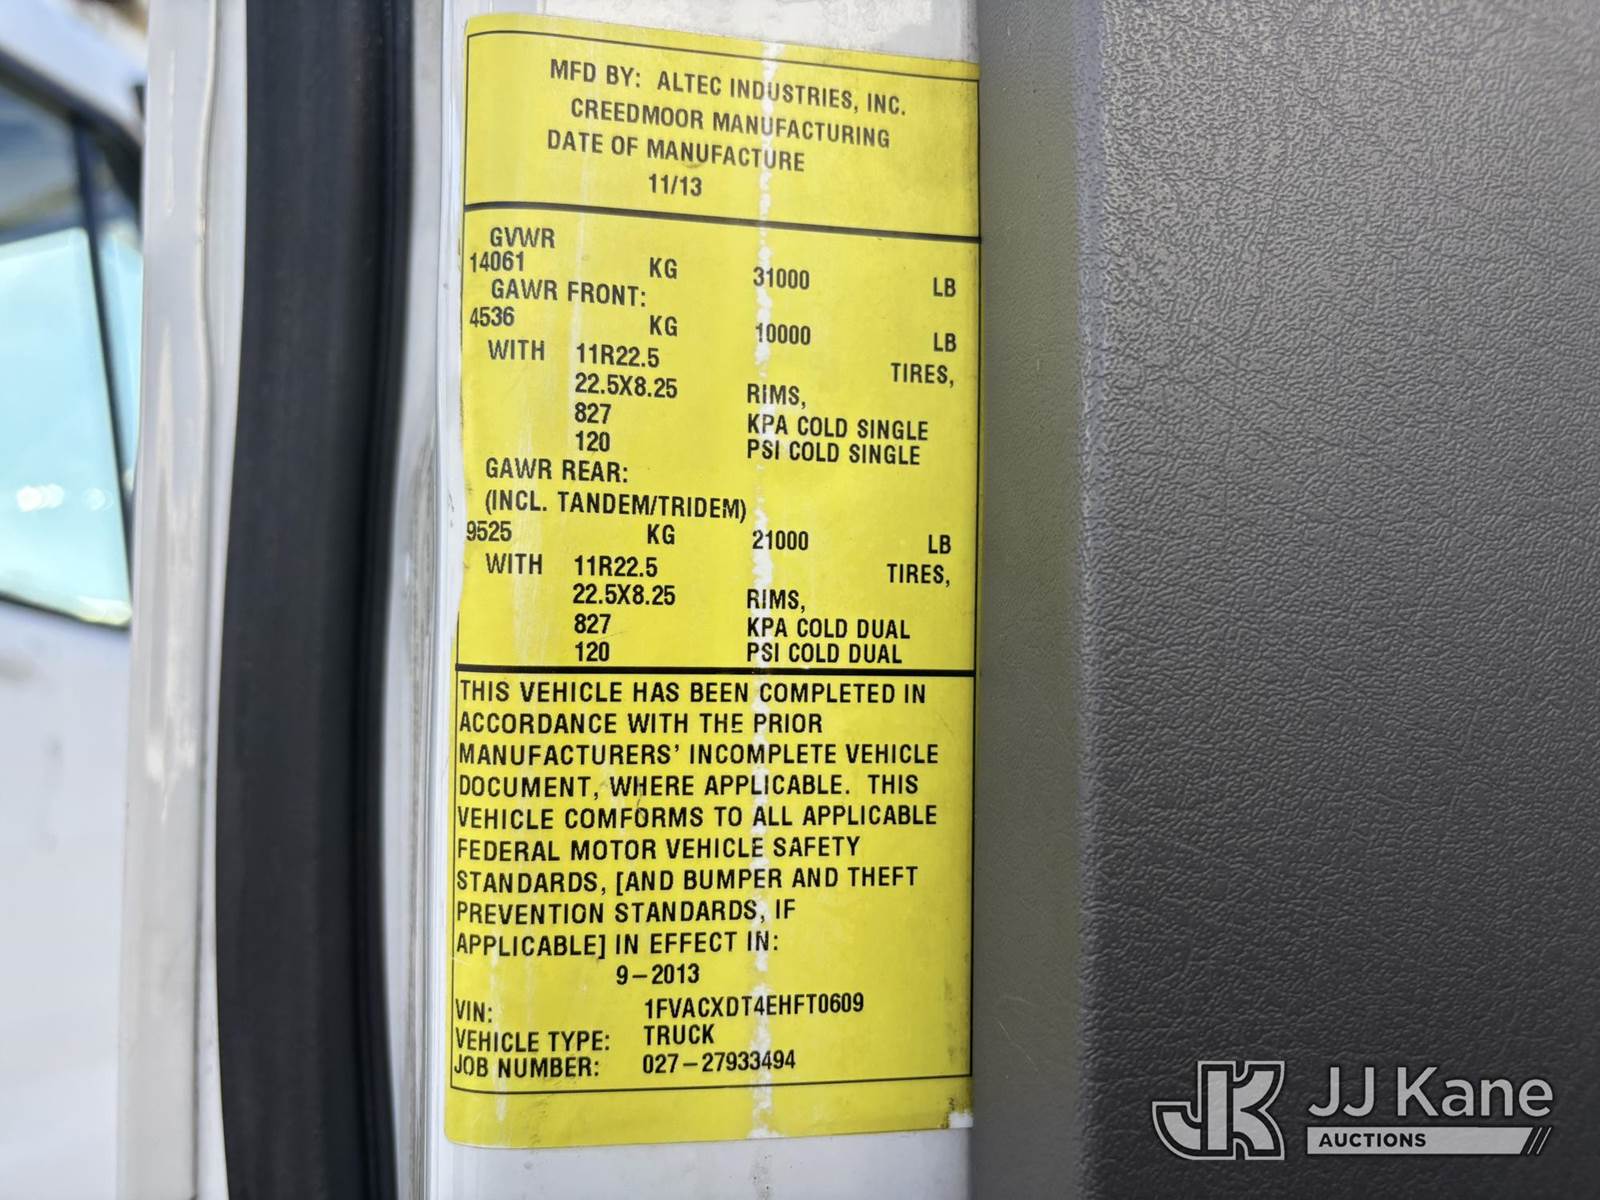 MFD BY: ALTEC INDUSTRIES, INC.
CREEDMOOR MANUFACTURING
DATE OF MANUFACTURE
11/13
GVWR
14061 KG 31000 LB
GAWR FRONT:
4536 KG 10000 LB
WITH 11R22.5 TIRES,
22.5X8.25 RIMS,
827 KPA COLD SINGLE
120 PSI COLD SINGLE
GAWR REAR:
(INCL. TANDEM/TRIDEM)
9525 KG 21000 LB
WITH 11R22.5 TIRES,
22.5X8.25 RIMS,
827 KPA COLD DUAL
120 PSI COLD DUAL
THIS VEHICLE HAS BEEN COMPLETED IN
ACCORDANCE WITH THE PRIOR
MANUFACTURERS' INCOMPLETE VEHICLE
DOCUMENT, WHERE APPLICABLE. THIS
VEHICLE COMFORMS TO ALL APPLICABLE
FEDERAL MOTOR VEHICLE SAFETY
STANDARDS, [AND BUMPER AND THEFT
PREVENTION STANDARDS, IF
APPLICABLE] IN EFFECT IN:
9-2013
VIN: 1FVACXDT4EHFT0609
VEHICLE TYPE: TRUCK
JOB NUMBER: 027-27933494
3
JK JJ Kane
AUCTIONS